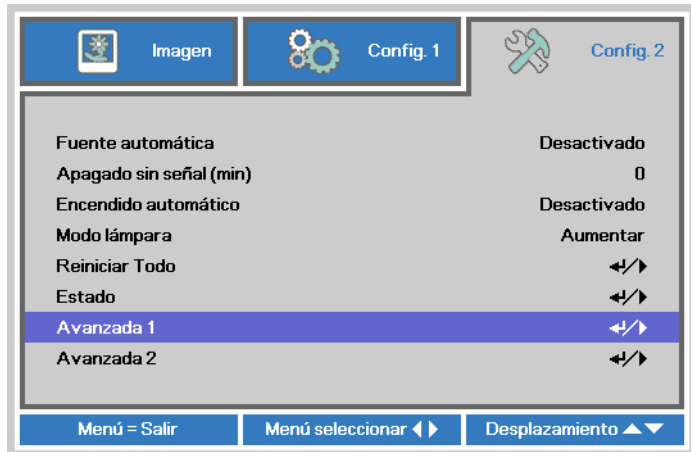 Imagen Config. 1 Config. 2
Fuente automática Desactivado
Apagado sin señal (min) 0
Encendido automático Desactivado
Modo lámpara Aumentar
Reiniciar Todo
Estado
Avanzada 1
Avanzada 2
Menú = Salir Menú seleccionar Desplazamiento